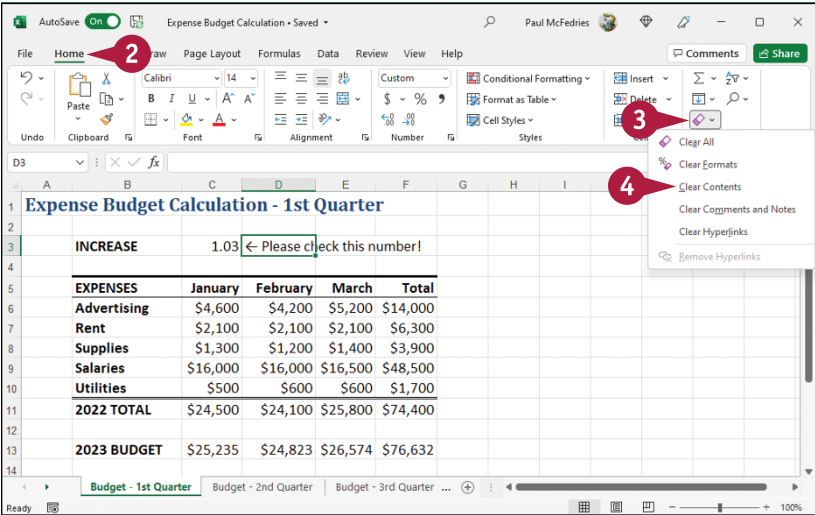 AutoSave On Expense Budget Calculation • Saved Paul McFedries
File Home raw Page Layout Formulas Data Review View Help Comments Share
2
Calibri 14 Custom Conditional Formatting Insert Σ
Paste B I U A A $ % Format as Table Delete
A Cell Styles
3
Undo Clipboard Font Alignment Number Styles
D3 fx
Clear All
Clear Formats
Clear Contents
4
Clear Comments and Notes
Clear Hyperlinks
Remove Hyperlinks
A B C D E F G H I
1 Expense Budget Calculation - 1st Quarter
2
3 INCREASE 1.03 ← Please check this number!
4
5 EXPENSES January February March Total
6 Advertising $4,600 $4,200 $5,200 $14,000
7 Rent $2,100 $2,100 $2,100 $6,300
8 Supplies $1,300 $1,200 $1,400 $3,900
9 Salaries $16,000 $16,000 $16,500 $48,500
10 Utilities $500 $600 $600 $1,700
11 2022 TOTAL $24,500 $24,100 $25,800 $74,400
12
13 2023 BUDGET $25,235 $24,823 $26,574 $76,632
14
Budget - 1st Quarter Budget - 2nd Quarter Budget - 3rd Quarter ...
Ready 100%